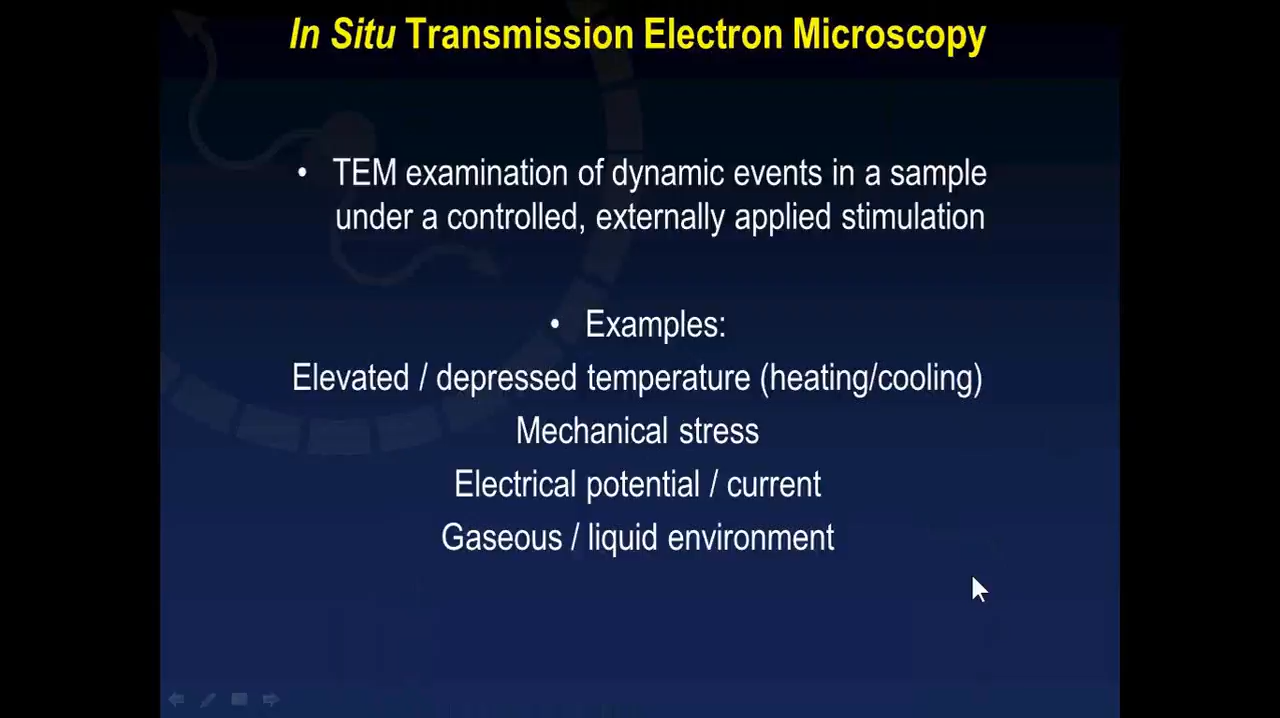 In Situ Transmission Electron Microscopy
• TEM examination of dynamic events in a sample
under a controlled, externally applied stimulation
• Examples:
Elevated / depressed temperature (heating/cooling)
Mechanical stress
Electrical potential / current
Gaseous / liquid environment